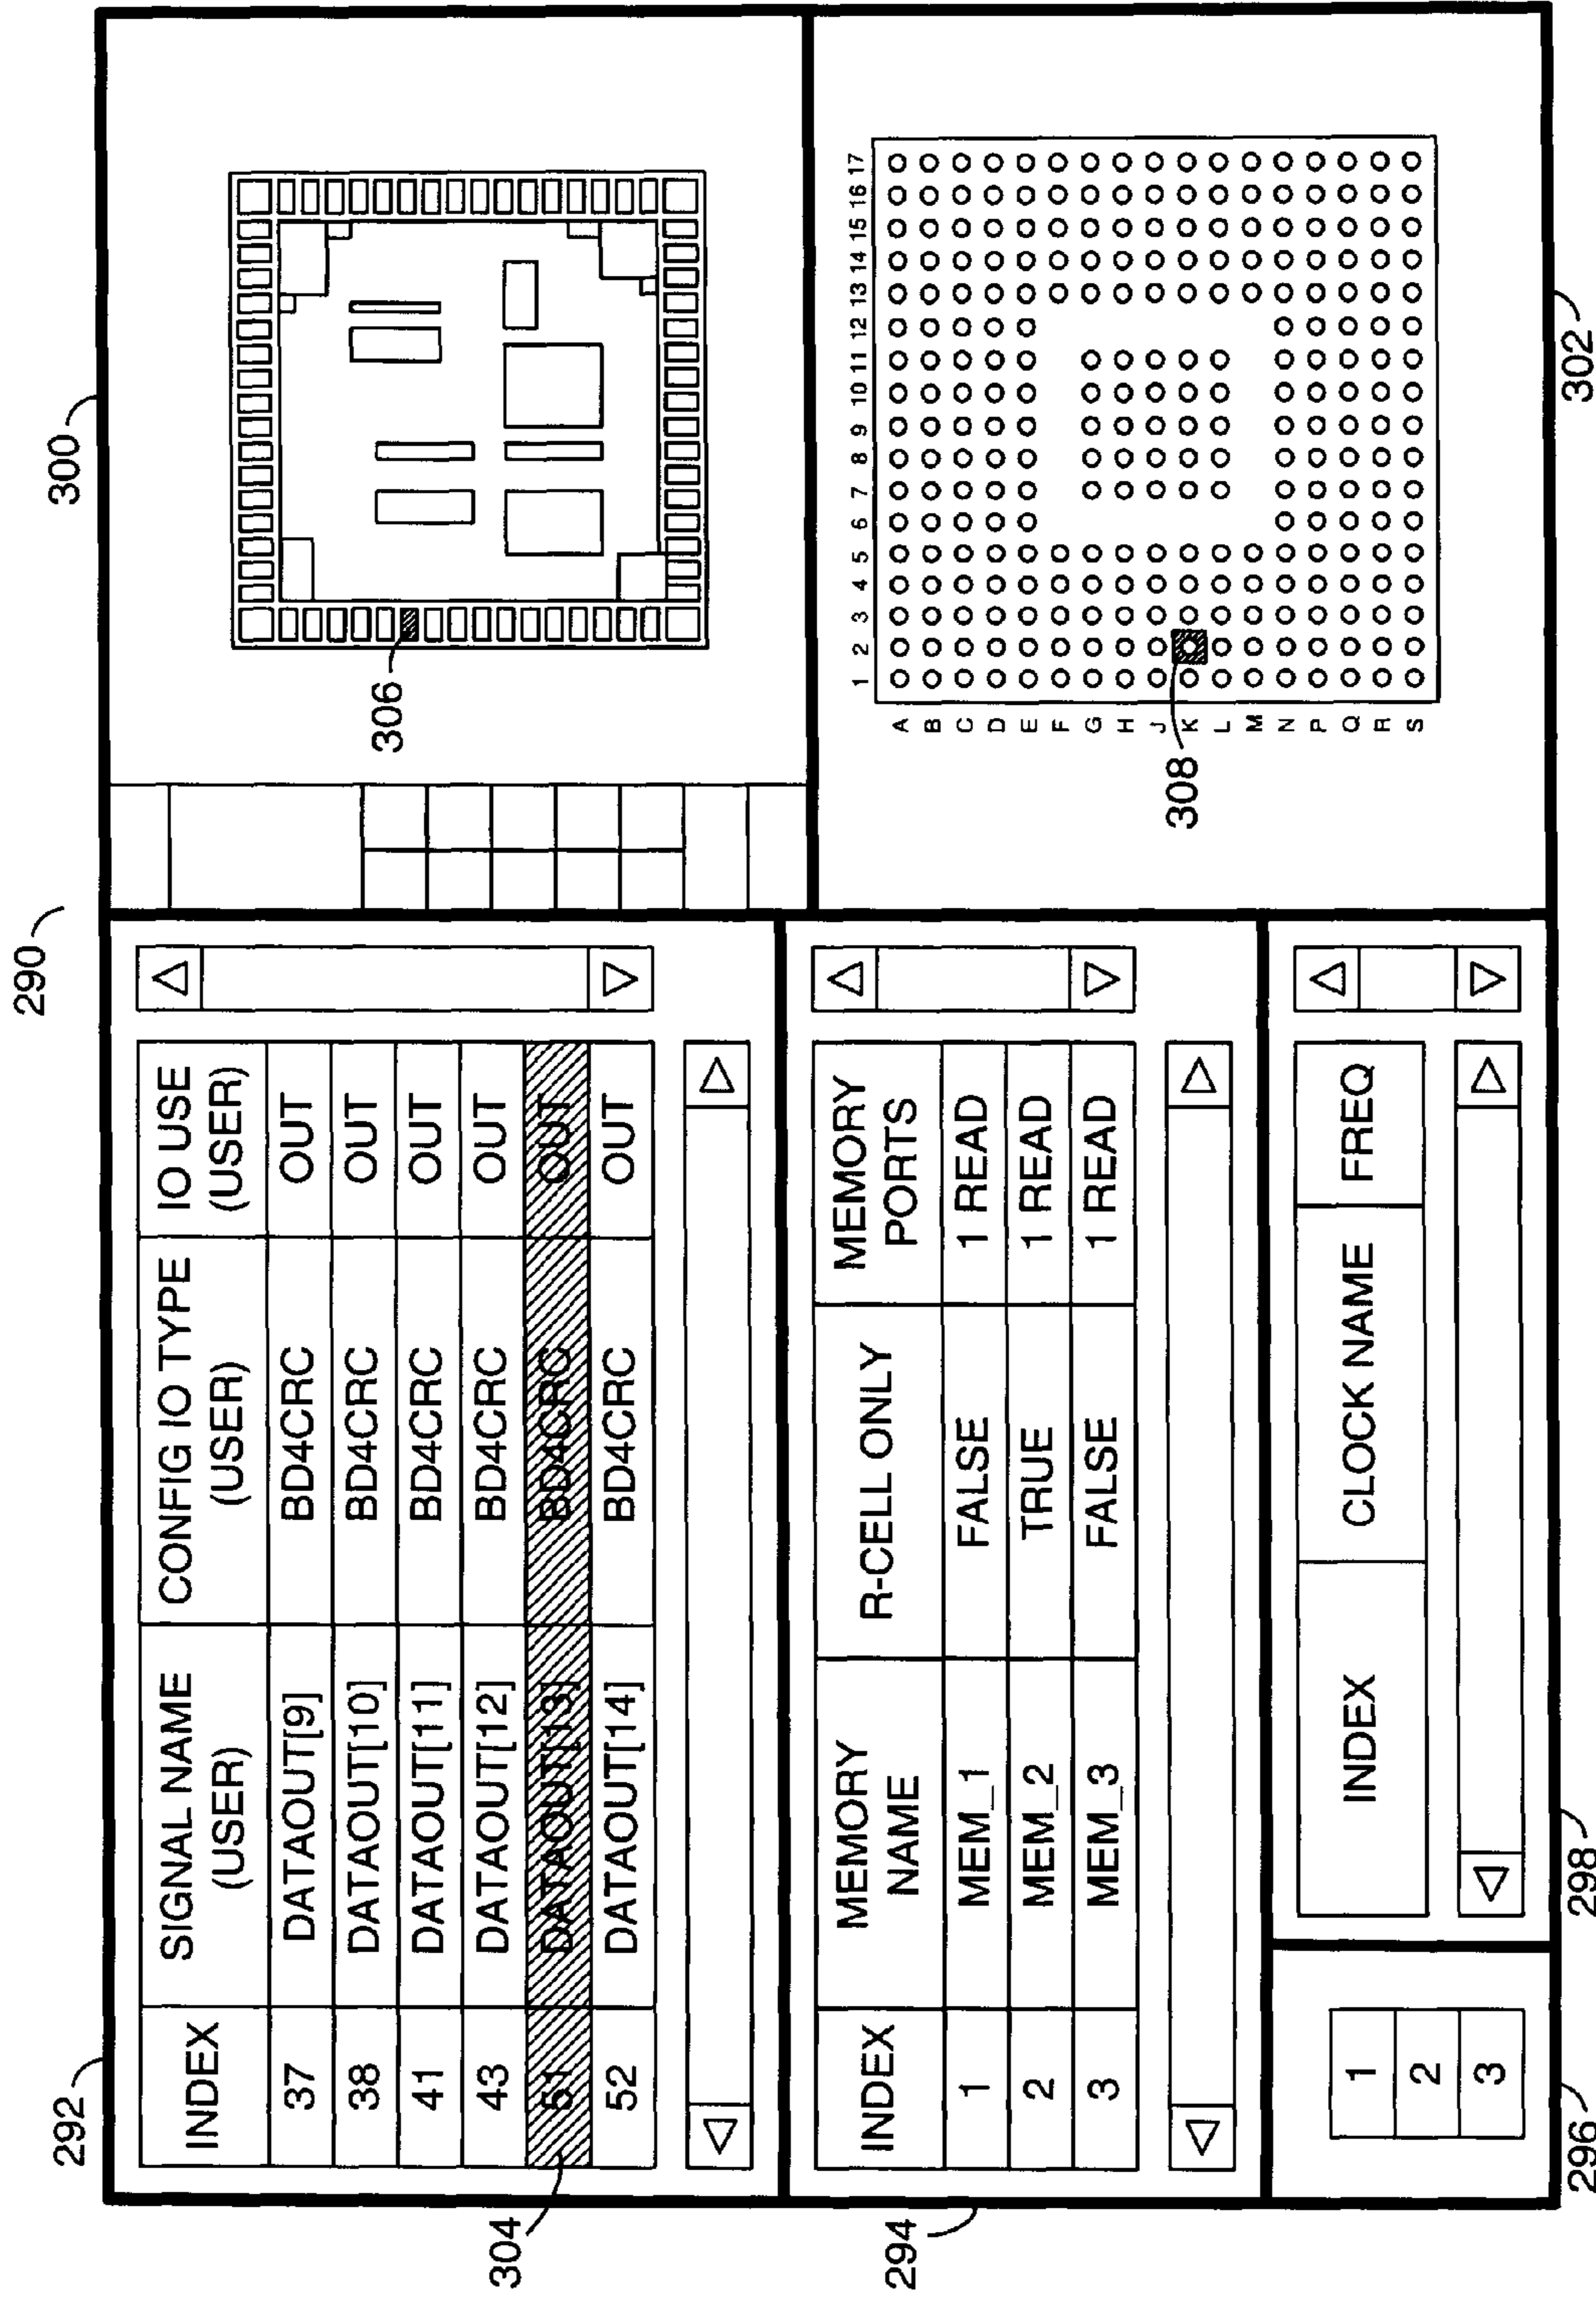 290
292
INDEX SIGNAL NAME (USER) CONFIG IO TYPE (USER) IO USE (USER)
37 DATAOUT[9] BD4CRC OUT
38 DATAOUT[10] BD4CRC OUT
41 DATAOUT[11] BD4CRC OUT
43 DATAOUT[12] BD4CRC OUT
51 DATAOUT[13] BD4CRC OUT
52 DATAOUT[14] BD4CRC OUT
304
294
INDEX MEMORY NAME R-CELL ONLY MEMORY PORTS
1 MEM_1 FALSE 1 READ
2 MEM_2 TRUE 1 READ
3 MEM_3 FALSE 1 READ
1
2
3
296
INDEX CLOCK NAME FREQ
298
300
306
1 2 3 4 5 6 7 8 9 10 11 12 13 14 15 16 17
A
B
C
D
E
F
G
H
J
K
L
M
N
P
Q
R
S
308
302